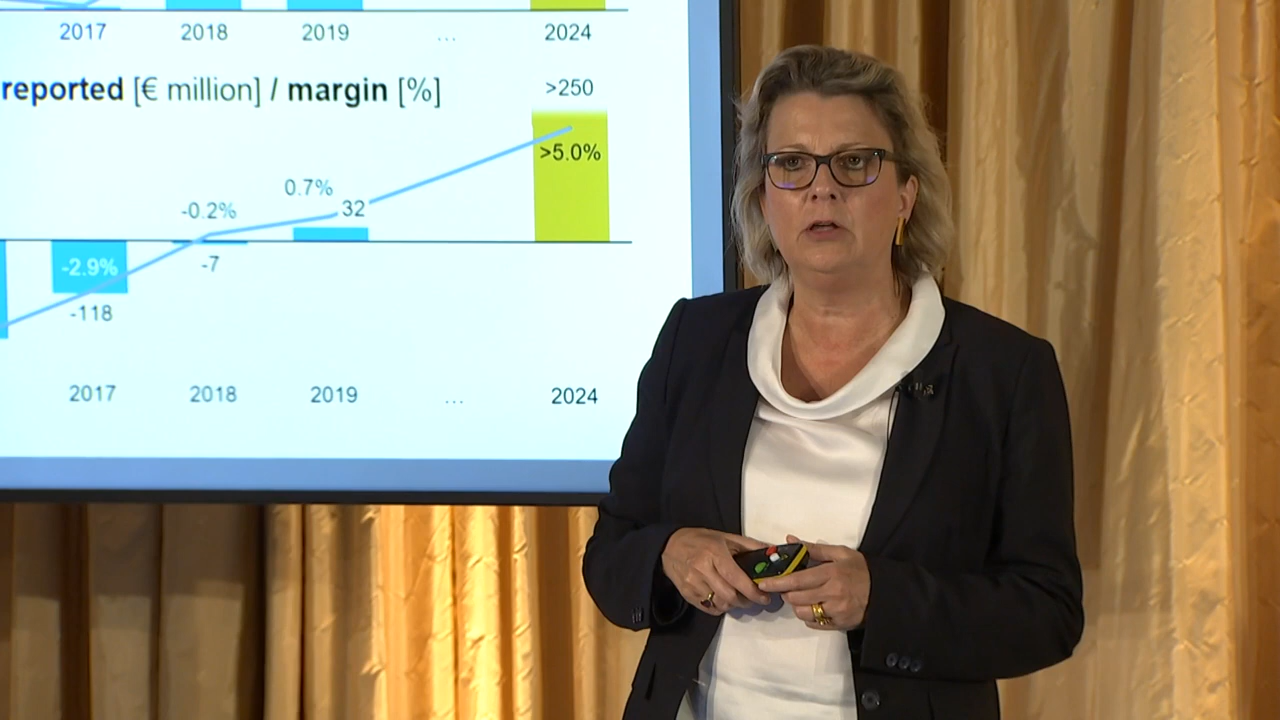 2017 2018 2019 ... 2024
reported [€ million] / margin [%]
>250
>5.0%
0.7%
32
-0.2%
-2.9%
-7
-118
2017 2018 2019 ... 2024